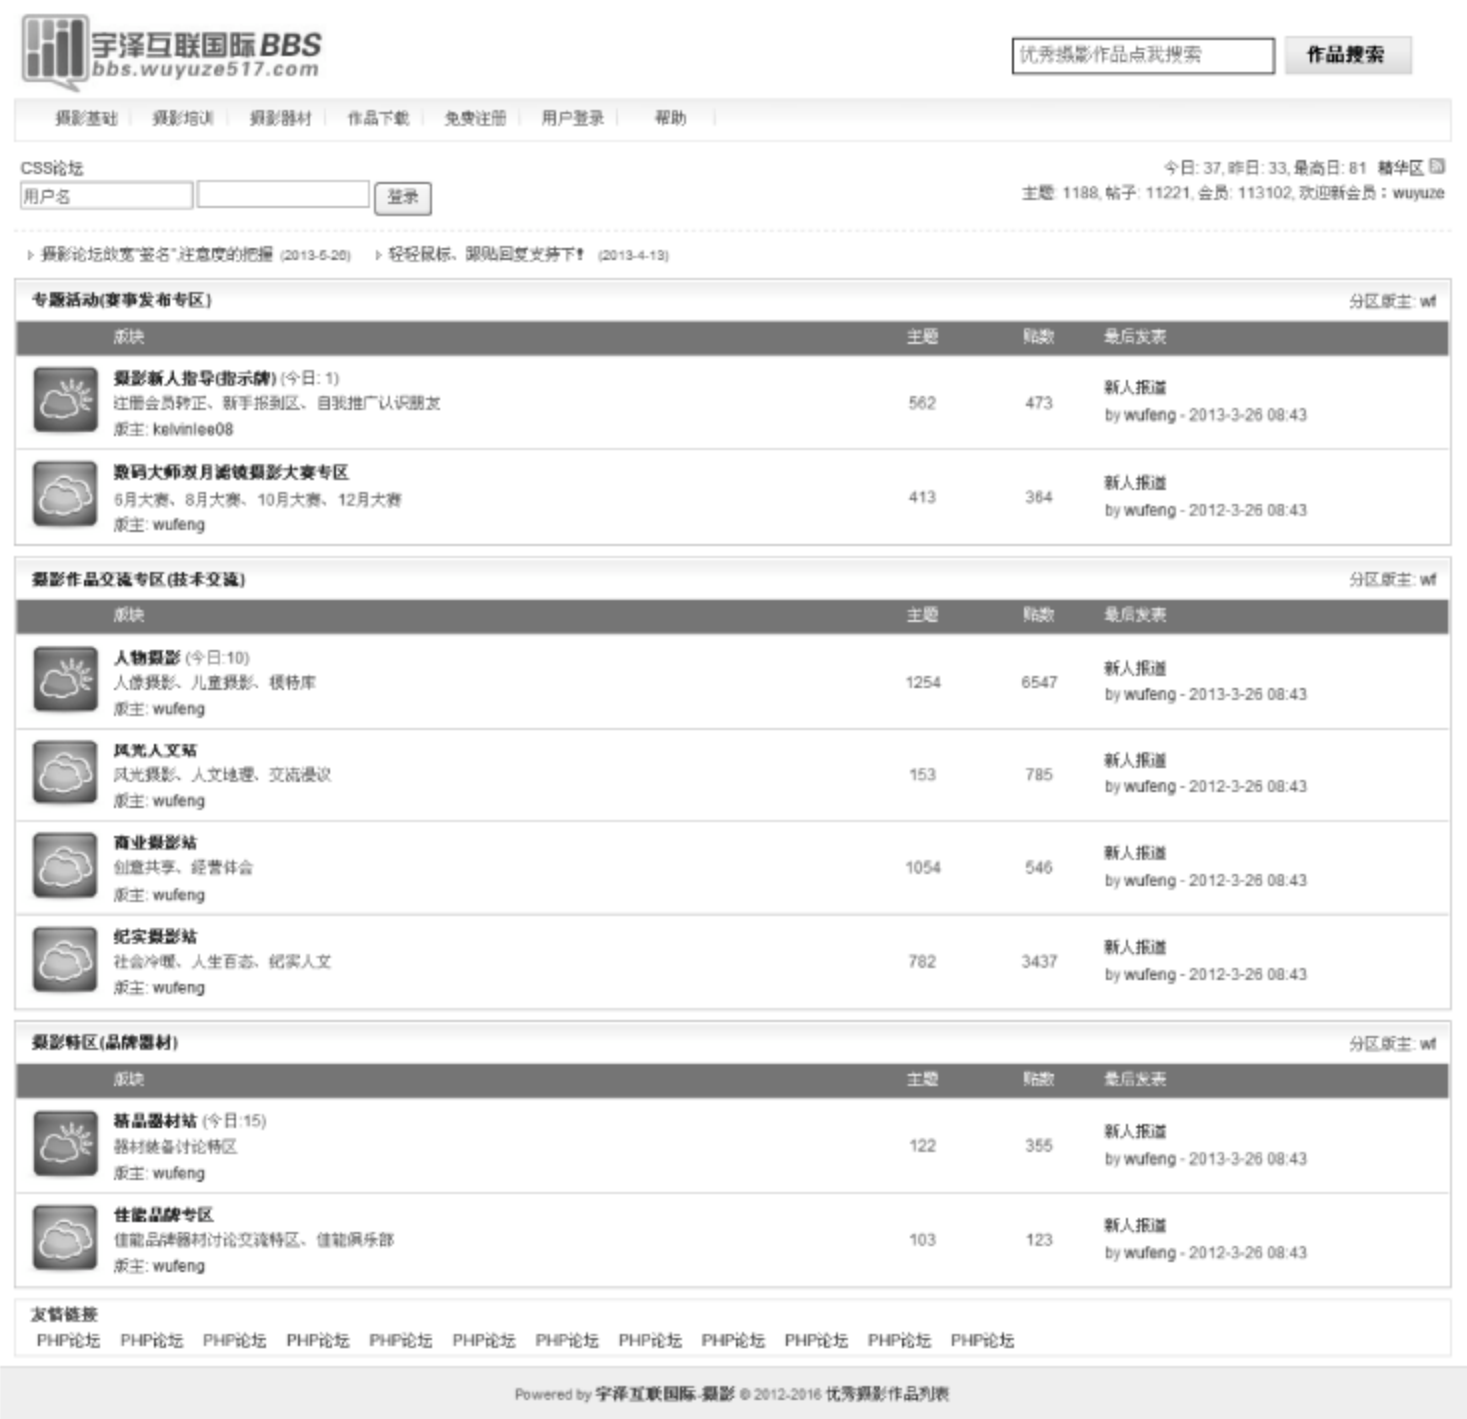 宇泽互联国际BBS
bbs.wuyuze517.com
优秀摄影作品点我搜索 作品搜索
摄影基础 摄影培训 摄影器材 作品下载 免费注册 用户登录 帮助
CSS论坛
今日: 37, 昨日: 33, 最高日: 81 精华区
用户名 登录
主题: 1188, 帖子: 11221, 会员: 113102, 欢迎新会员：wuyuze
摄影论坛放宽"签名",注意度的把握 (2013-5-26) 轻轻鼠标、跟贴回复支持下! (2013-4-13)
专题活动(赛事发布专区) 分区版主: wf
版块 主题 贴数 最后发表
摄影新人指导(指示牌) (今日: 1)
注册会员转正、新手报到区、自我推广认识朋友
版主: kelvinlee08
562 473
新人报道
by wufeng - 2013-3-26 08:43
数码大师双月滤镜摄影大赛专区
6月大赛、8月大赛、10月大赛、12月大赛
版主: wufeng
413 364
新人报道
by wufeng - 2012-3-26 08:43
摄影作品交流专区(技术交流) 分区版主: wf
版块 主题 贴数 最后发表
人物摄影 (今日:10)
人像摄影、儿童摄影、模特库
版主: wufeng
1254 6547
新人报道
by wufeng - 2013-3-26 08:43
风光人文站
风光摄影、人文地理、交流漫议
版主: wufeng
153 785
新人报道
by wufeng - 2012-3-26 08:43
商业摄影站
创意共享、经营体会
版主: wufeng
1054 546
新人报道
by wufeng - 2012-3-26 08:43
纪实摄影站
社会冷暖、人生百态、纪实人文
版主: wufeng
782 3437
新人报道
by wufeng - 2012-3-26 08:43
摄影特区(品牌器材) 分区版主: wf
版块 主题 贴数 最后发表
精品器材站 (今日:15)
器材装备讨论特区
版主: wufeng
122 355
新人报道
by wufeng - 2013-3-26 08:43
佳能品牌专区
佳能品牌器材讨论交流特区、佳能俱乐部
版主: wufeng
103 123
新人报道
by wufeng - 2012-3-26 08:43
友情链接
PHP论坛 PHP论坛 PHP论坛 PHP论坛 PHP论坛 PHP论坛 PHP论坛 PHP论坛 PHP论坛 PHP论坛 PHP论坛 PHP论坛
Powered by 宇泽互联国际-摄影 © 2012-2016 优秀摄影作品列表